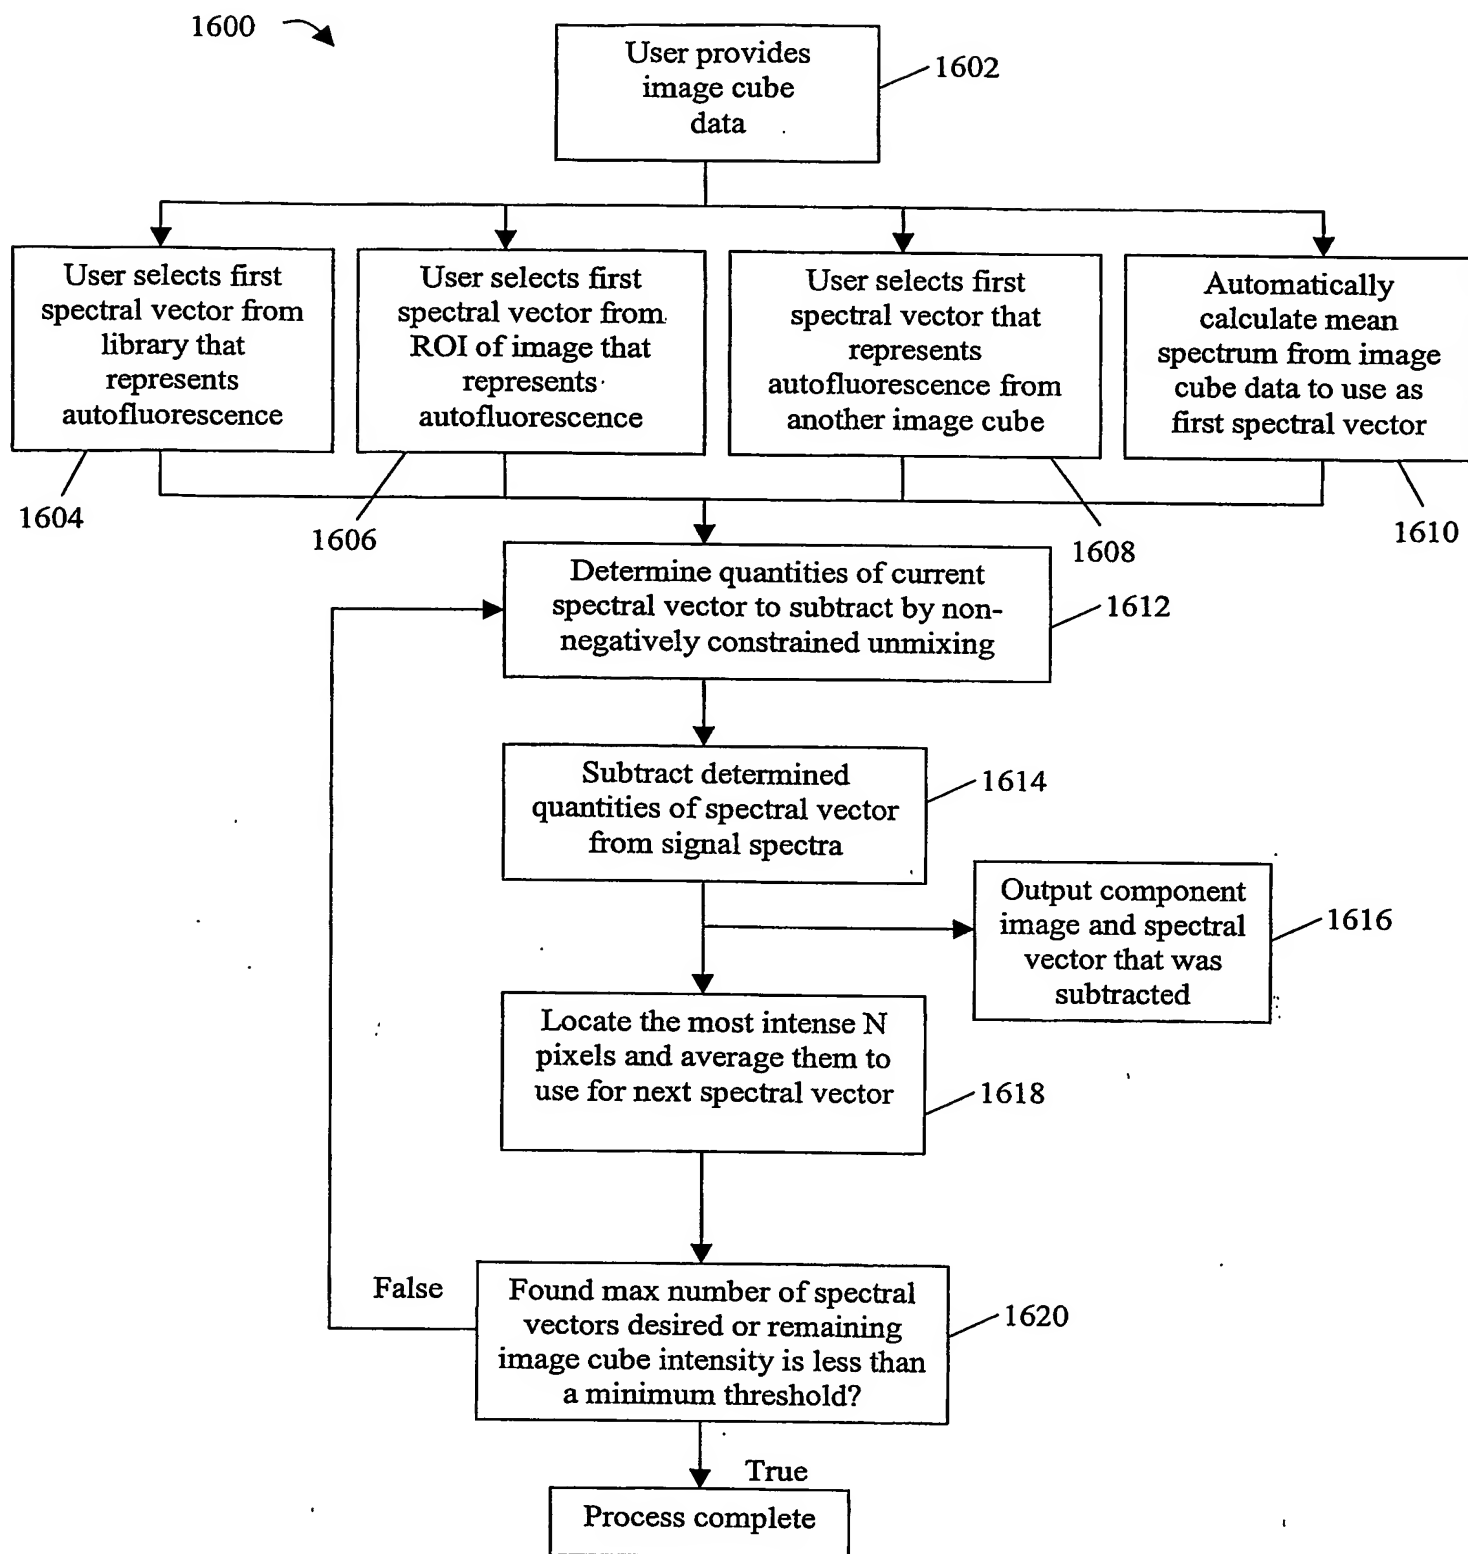 1600
User provides
image cube
data
1602
User selects first
spectral vector from
library that
represents
autofluorescence
User selects first
spectral vector from
ROI of image that
represents
autofluorescence
User selects first
spectral vector that
represents
autofluorescence from
another image cube
Automatically
calculate mean
spectrum from image
cube data to use as
first spectral vector
1604
1606
1608
1610
Determine quantities of current
spectral vector to subtract by non-
negatively constrained unmixing
1612
Subtract determined
quantities of spectral vector
from signal spectra
1614
Output component
image and spectral
vector that was
subtracted
1616
Locate the most intense N
pixels and average them to
use for next spectral vector
1618
False
Found max number of spectral
vectors desired or remaining
image cube intensity is less than
a minimum threshold?
1620
True
Process complete